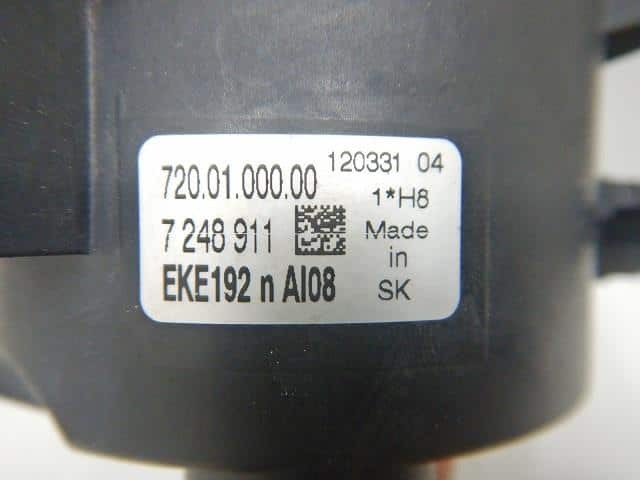 720.01.000.00
7 248 911
EKE192 n AI08
120331 04
1*H8
Made
in
SK